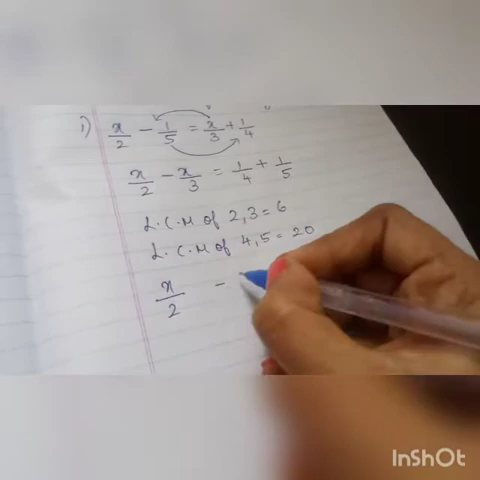 1) x/2 - 1/5 = x/3 + 1/4
x/2 - x/3 = 1/4 + 1/5
L.C.M of 2,3 = 6
L.C.M of 4,5 = 20
x/2 -
InShOt